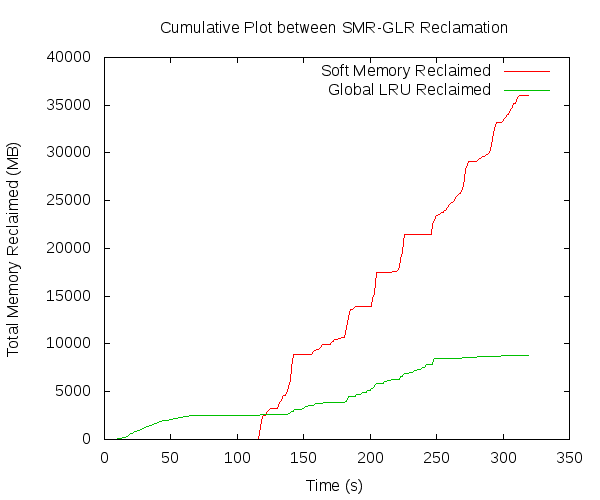 Cumulative Plot between SMR-GLR Reclamation
40000
35000
30000
25000
20000
15000
10000
5000
0
Total Memory Reclaimed (MB)
Soft Memory Reclaimed
Global LRU Reclaimed
0 50 100 150 200 250 300 350
Time (s)